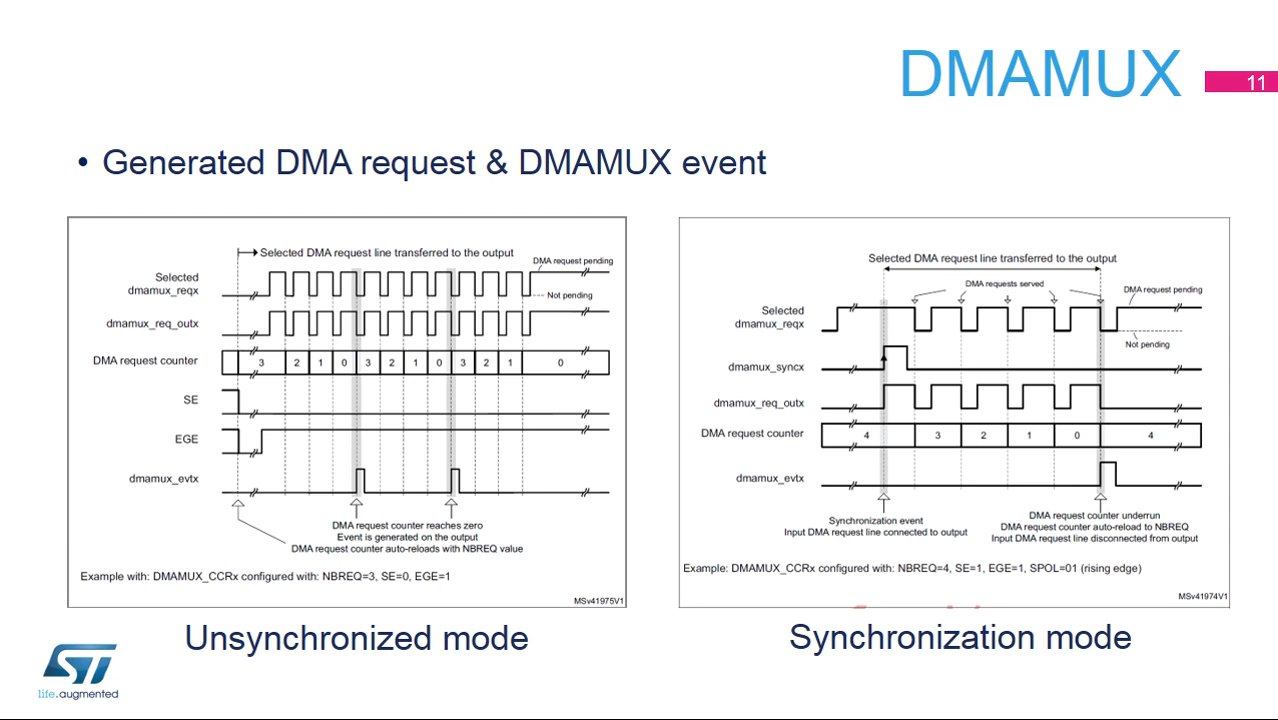 DMAMUX
11
• Generated DMA request & DMAMUX event
Selected DMA request line transferred to the output
DMA request pending
Selected
dmamux_reqx
Not pending
dmamux_req_outx
DMA request counter
3 2 1 0 3 2 1 0 3 2 1 0
SE
EGE
dmamux_evtx
DMA request counter reaches zero
Event is generated on the output
DMA request counter auto-reloads with NBREQ value
Example with: DMAMUX_CCRx configured with: NBREQ=3, SE=0, EGE=1
MSv41975V1
Unsynchronized mode
Selected DMA request line transferred to the output
DMA requests served
DMA request pending
Selected
dmamux_reqx
Not pending
dmamux_syncx
dmamux_req_outx
DMA request counter
4 3 2 1 0 4
dmamux_evtx
Synchronization event
Input DMA request line connected to output
DMA request counter underrun
DMA request counter auto-reload to NBREQ
Input DMA request line disconnected from output
Example: DMAMUX_CCRx configured with: NBREQ=4, SE=1, EGE=1, SPOL=01 (rising edge)
MSv41974V1
Synchronization mode
ST
life.augmented